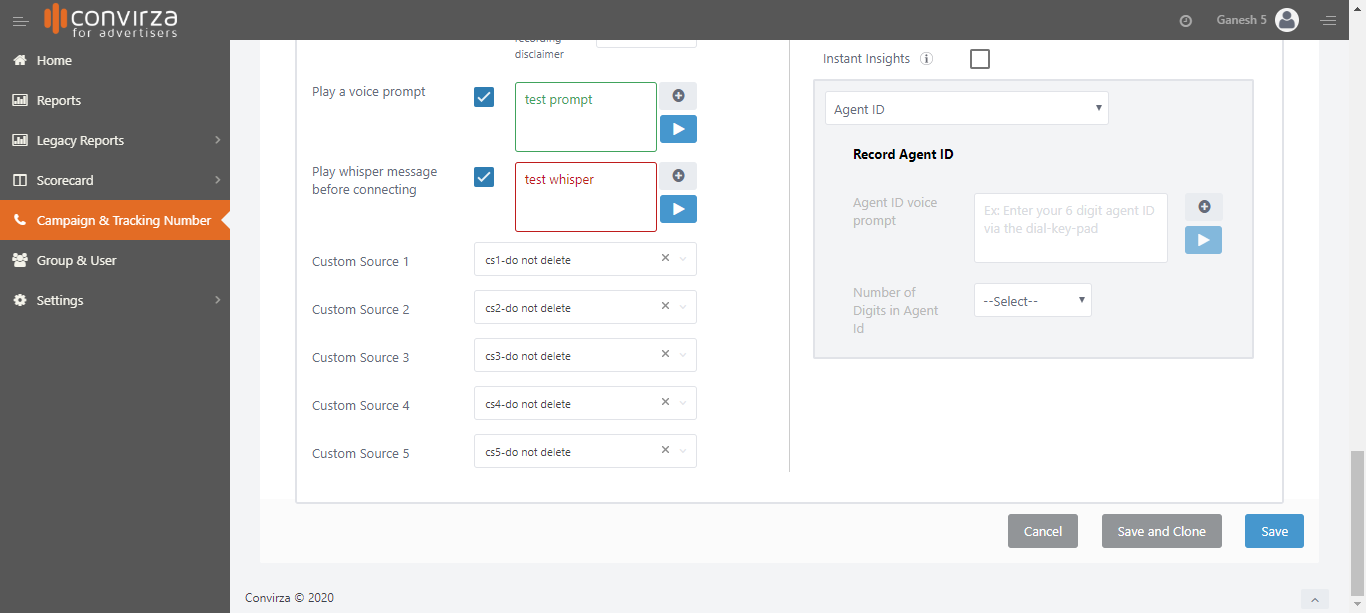 convirza
for advertisers
Ganesh 5
Home
Reports
Legacy Reports
Scorecard
Campaign & Tracking Number
Group & User
Settings
disclaimer
Play a voice prompt
test prompt
Play whisper message
before connecting
test whisper
Custom Source 1
cs1-do not delete
Custom Source 2
cs2-do not delete
Custom Source 3
cs3-do not delete
Custom Source 4
cs4-do not delete
Custom Source 5
cs5-do not delete
Instant Insights
Agent ID
Record Agent ID
Agent ID voice
prompt
Ex: Enter your 6 digit agent ID
via the dial-key-pad
Number of
Digits in Agent
Id
--Select--
Cancel
Save and Clone
Save
Convirza © 2020